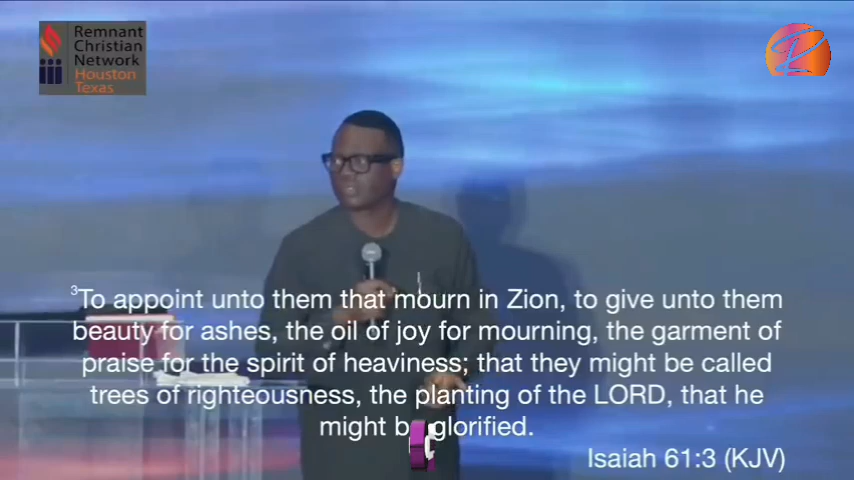 Remnant
Christian
Network
Houston
Texas
3To appoint unto them that mourn in Zion, to give unto them
beauty for ashes, the oil of joy for mourning, the garment of
praise for the spirit of heaviness; that they might be called
trees of righteousness, the planting of the LORD, that he
might be glorified.
Isaiah 61:3 (KJV)